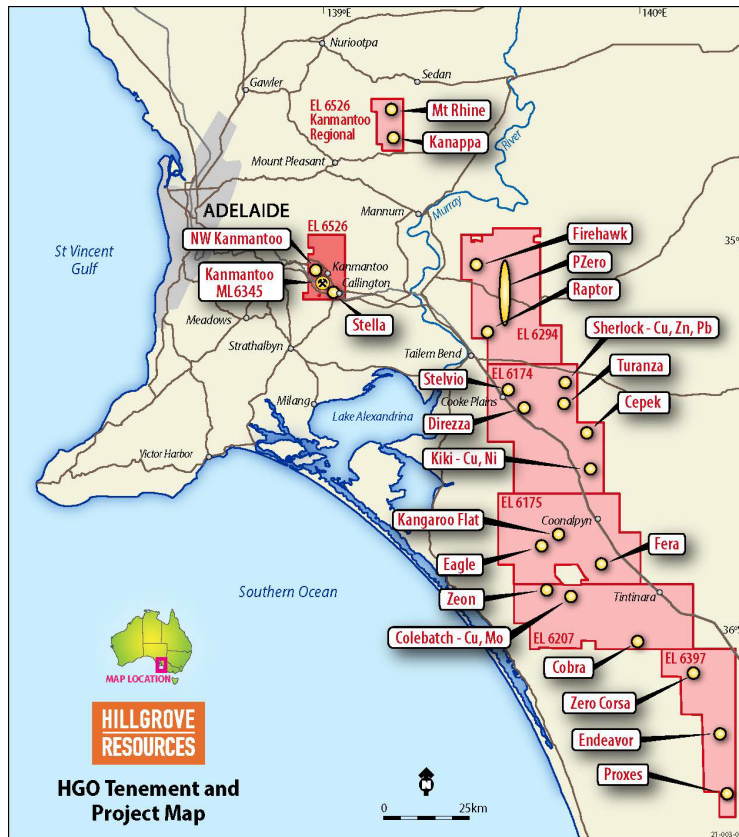 139°E
140°E
Nuriootpa
Sedan
Gawler
EL 6526
Kanmantoo
Regional
Mt Rhine
Kanappa
River
Mount Pleasant
Murray
Mannum
ADELAIDE
EL 6526
35°
NW Kanmantoo
Firehawk
St Vincent
Gulf
Kanmantoo
PZero
Kanmantoo
ML6345
Callington
Raptor
Meadows
Stella
EL 6294
Sherlock - Cu, Zn, Pb
Strathalbyn
Tailem Bend
Turanza
EL 6174
Stelvio
Cooke Plains
Cepek
Milang
Lake Alexandrina
Direzza
Victor Harbor
Kiki - Cu, Ni
EL 6175
Kangaroo Flat
Coonalpyn
Eagle
Fera
Southern Ocean
Zeon
Tintinara
36°
Colebatch - Cu, Mo
EL 6207
Cobra
EL 6397
MAP LOCATION
Zero Corsa
HILLGROVE
RESOURCES
Endeavor
HGO Tenement and
Project Map
Proxes
N
0
25km